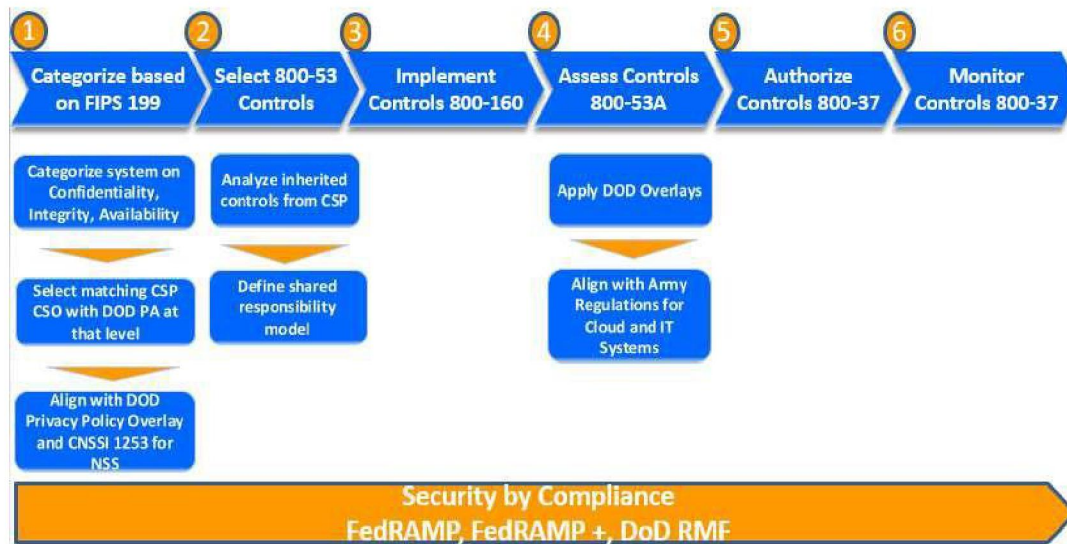 1
2
3
4
5
6
Categorize based
on FIPS 199
Select 800-53
Controls
Implement
Controls 800-160
Assess Controls
800-53A
Authorize
Controls 800-37
Monitor
Controls 800-37
Categorize system on
Confidentiality,
Integrity, Availability
Select matching CSP
CSO with DOD PA at
that level
Align with DOD
Privacy Policy Overlay
and CNSSI 1253 for
NSS
Analyze inherited
controls from CSP
Define shared
responsibility
model
Apply DOD Overlays
Align with Army
Regulations for
Cloud and IT
Systems
Security by Compliance
FedRAMP, FedRAMP +, DoD RMF